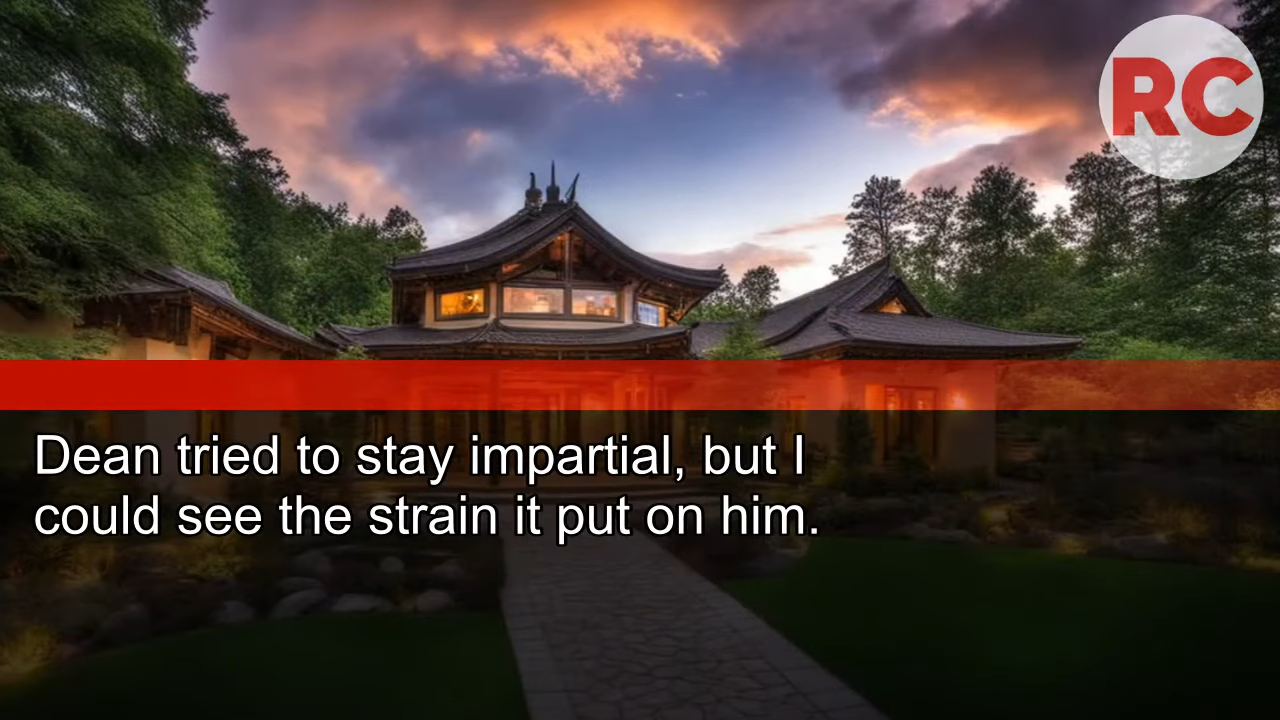 RC
Dean tried to stay impartial, but I
could see the strain it put on him.